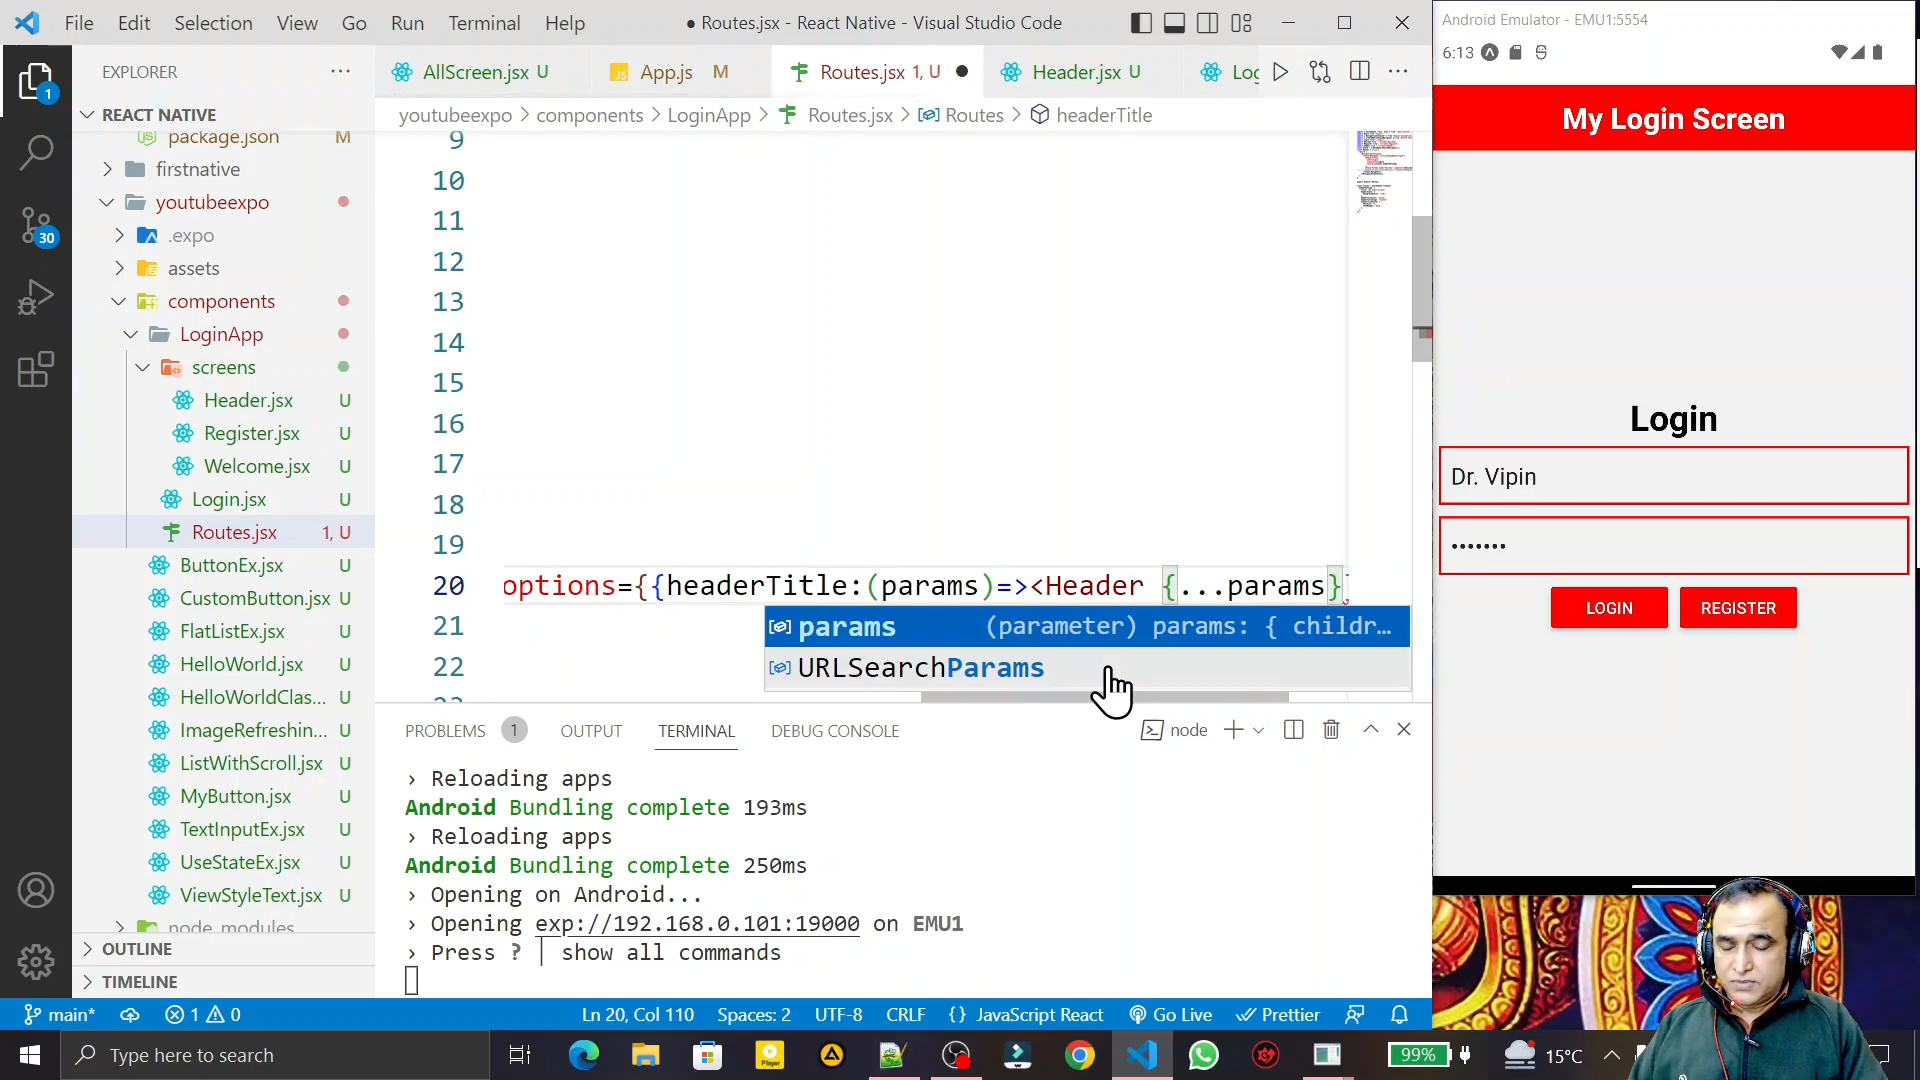 File Edit Selection View Go Run Terminal Help
● Routes.jsx - React Native - Visual Studio Code
EXPLORER
REACT NATIVE
package.json M
firstnative
youtubeexpo
.expo
assets
components
LoginApp
screens
Header.jsx U
Register.jsx U
Welcome.jsx U
Login.jsx U
Routes.jsx 1, U
ButtonEx.jsx U
CustomButton.jsx U
FlatListEx.jsx U
HelloWorld.jsx U
HelloWorldClas... U
ImageRefreshin... U
ListWithScroll.jsx U
MyButton.jsx U
TextInputEx.jsx U
UseStateEx.jsx U
ViewStyleText.jsx U
node_modules
OUTLINE
TIMELINE
1
30
AllScreen.jsx U App.js M Routes.jsx 1, U Header.jsx U Log
youtubeexpo > components > LoginApp > Routes.jsx > Routes > headerTitle
9
10
11
12
13
14
15
16
17
18
19
20 options={{headerTitle:(params)=><Header {...params}
21
22
params (parameter) params: { childr...
URLSearchParams
PROBLEMS 1 OUTPUT TERMINAL DEBUG CONSOLE node
› Reloading apps
Android Bundling complete 193ms
› Reloading apps
Android Bundling complete 250ms
› Opening on Android...
› Opening exp://192.168.0.101:19000 on EMU1
› Press ? │ show all commands
main* 1 0 Ln 20, Col 110 Spaces: 2 UTF-8 CRLF {} JavaScript React Go Live Prettier
Type here to search
Player
99%
15°C
Android Emulator - EMU1:5554
6:13
My Login Screen
Login
Dr. Vipin
•••••••
LOGIN REGISTER